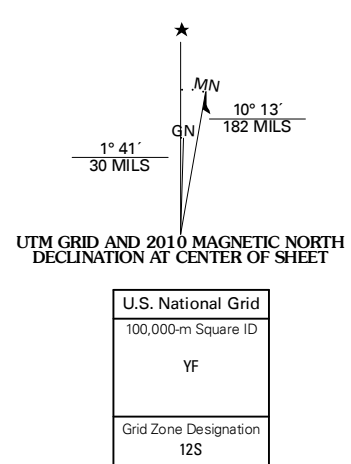 MN
GN
10° 13´
182 MILS
1° 41´
30 MILS
UTM GRID AND 2010 MAGNETIC NORTH
DECLINATION AT CENTER OF SHEET
U.S. National Grid
100,000-m Square ID
YF
Grid Zone Designation
12S